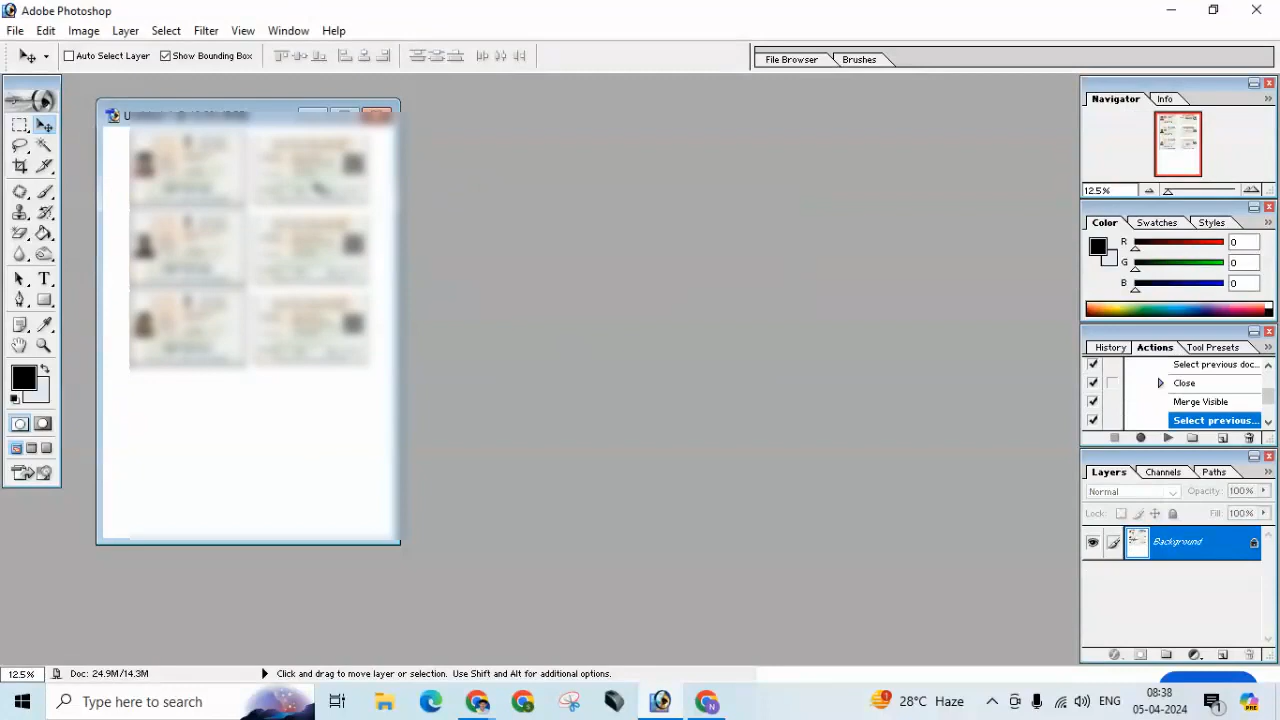 Adobe Photoshop
File Edit Image Layer Select Filter View Window Help
Auto Select Layer Show Bounding Box File Browser Brushes
Navigator Info
12.5%
Color Swatches Styles
R 0
G 0
B 0
History Actions Tool Presets
Select previous doc...
Close
Merge Visible
Select previous...
Layers Channels Paths
Normal Opacity: 100%
Lock: Fill: 100%
Background
12.5% Doc: 24.9M/14.3M Click and drag to move layer or selection. Use Shift and Alt for additional options.
Type here to search 28°C Haze ENG 08:38
05-04-2024